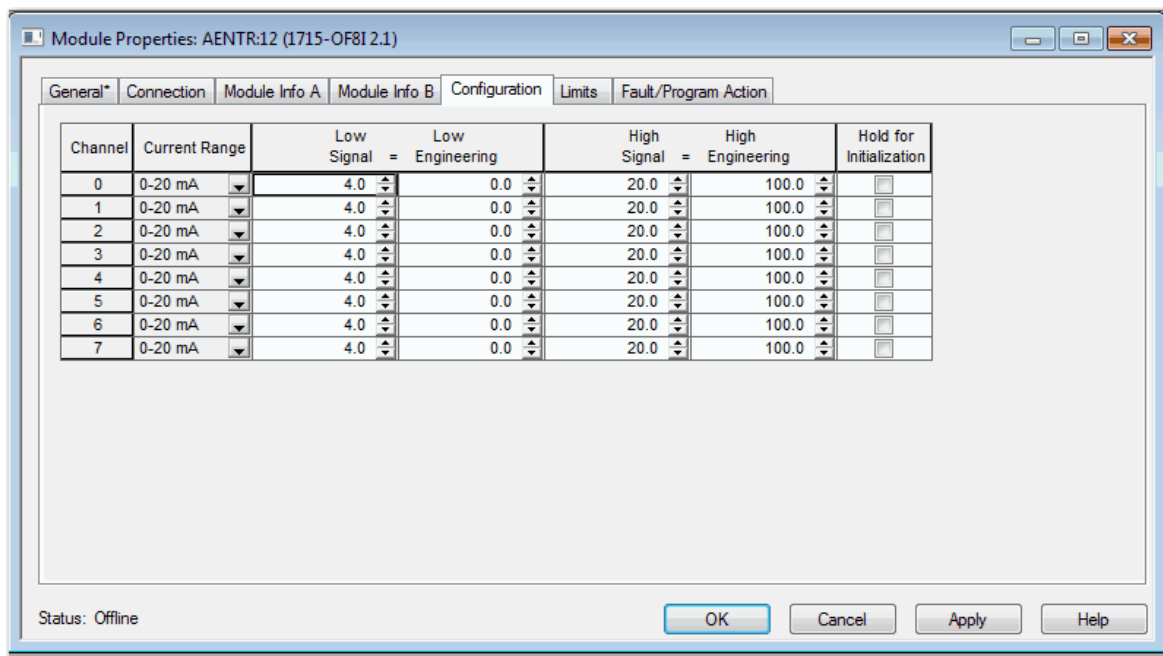 Module Properties: AENTR:12 (1715-OF8I 2.1)
General* Connection Module Info A Module Info B Configuration Limits Fault/Program Action
Channel Current Range Low Signal = Low Engineering High Signal = High Engineering Hold for Initialization
0 0-20 mA 4.0 0.0 20.0 100.0
1 0-20 mA 4.0 0.0 20.0 100.0
2 0-20 mA 4.0 0.0 20.0 100.0
3 0-20 mA 4.0 0.0 20.0 100.0
4 0-20 mA 4.0 0.0 20.0 100.0
5 0-20 mA 4.0 0.0 20.0 100.0
6 0-20 mA 4.0 0.0 20.0 100.0
7 0-20 mA 4.0 0.0 20.0 100.0
Status: Offline OK Cancel Apply Help